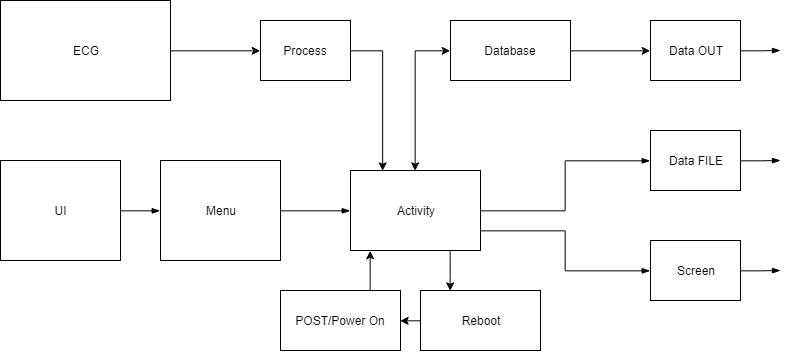 ECG
Process
Database
Data OUT
Data FILE
UI
Menu
Activity
Screen
POST/Power On
Reboot